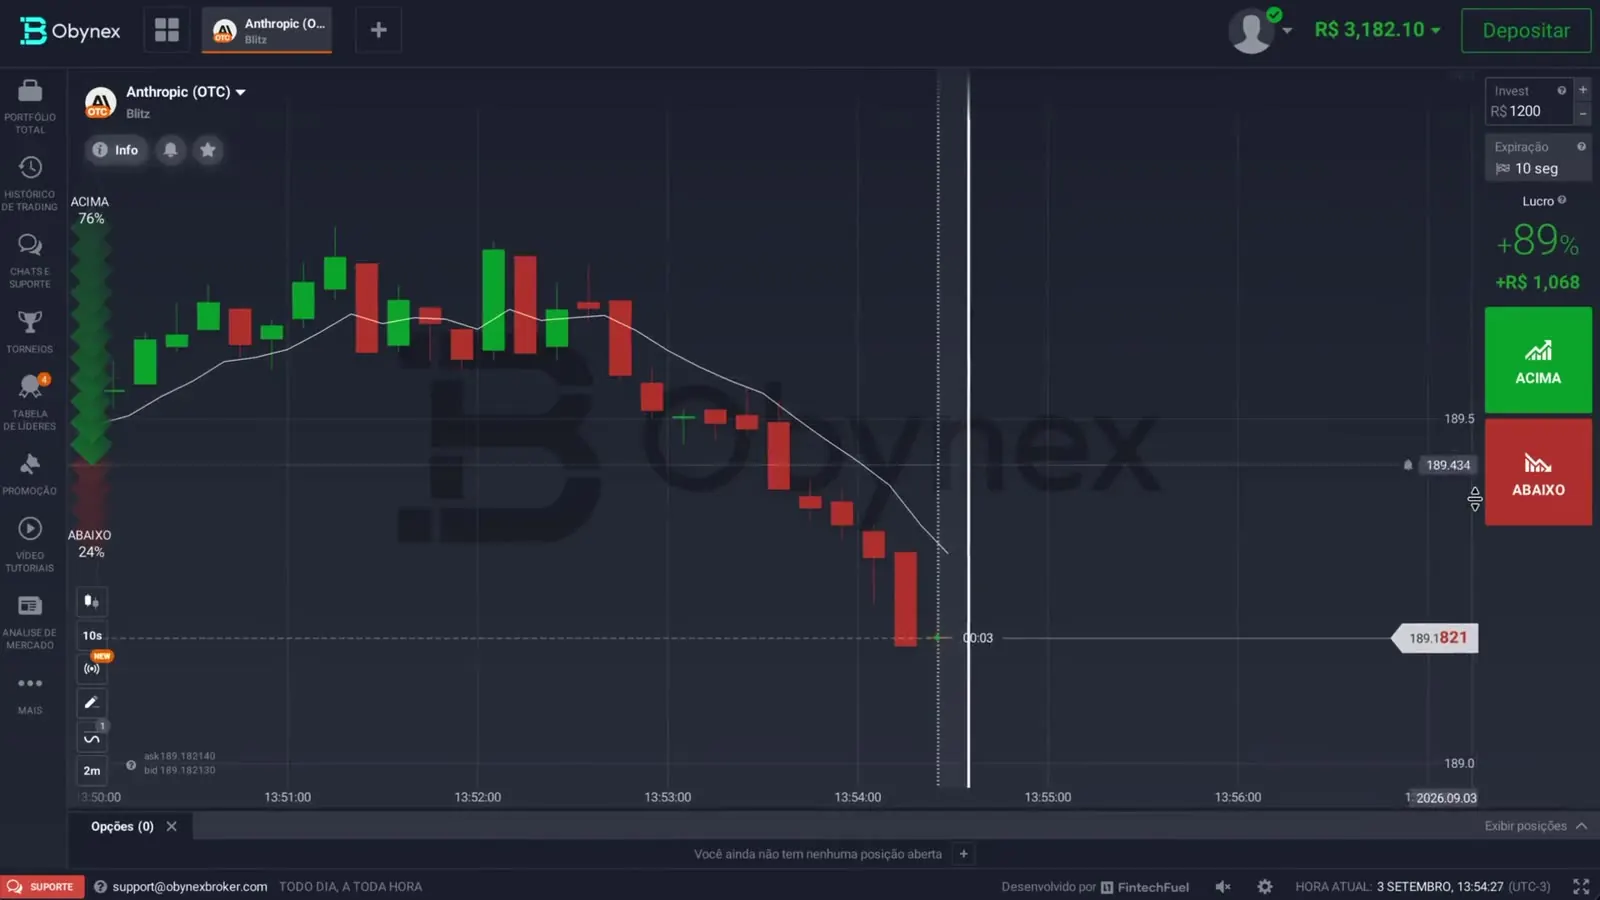 Obynex
Anthropic (O...
Blitz
R$ 3,182.10
Depositar
PORTFÓLIO
TOTAL
HISTÓRICO
DE TRADING
CHATS E
SUPORTE
TORNEIOS
4
TABELA
DE LÍDERES
PROMOÇÃO
VÍDEO
TUTORIAIS
ANÁLISE DE
MERCADO
MAIS
OTC
Anthropic (OTC)
Blitz
Info
ACIMA
76%
ABAIXO
24%
10s
NEW
1
2m
ask 189.182140
bid 189.182130
Obynex
00:03
189.5
189.434
189.1821
189.0
13:51:00
13:52:00
13:53:00
13:54:00
13:55:00
13:56:00
2026.09.03
Invest
R$ 1200
Expiração
10 seg
Lucro
+89%
+R$ 1,068
ACIMA
ABAIXO
Opções (0)
Exibir posições
Você ainda não tem nenhuma posição aberta
SUPORTE
support@obynexbroker.com
TODO DIA, A TODA HORA
Desenvolvido por FintechFuel
HORA ATUAL: 3 SETEMBRO, 13:54:27 (UTC-3)